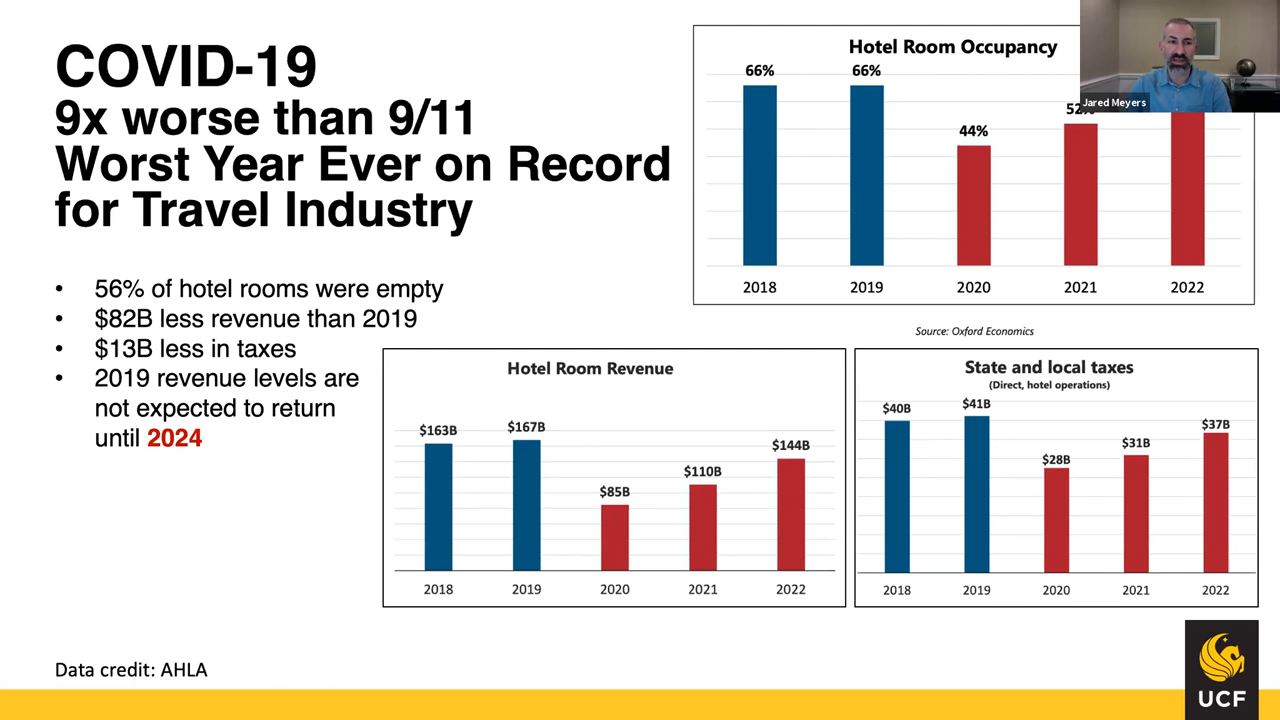 COVID-19
9x worse than 9/11
Worst Year Ever on Record
for Travel Industry
• 56% of hotel rooms were empty
• $82B less revenue than 2019
• $13B less in taxes
• 2019 revenue levels are
not expected to return
until 2024
Hotel Room Occupancy
66%
66%
44%
2018
2019
2020
2021
2022
Jared Meyers
Source: Oxford Economics
Hotel Room Revenue
$163B
$167B
$85B
$110B
$144B
2018
2019
2020
2021
2022
State and local taxes
(Direct, hotel operations)
$40B
$41B
$28B
$31B
$37B
2018
2019
2020
2021
2022
Data credit: AHLA
UCF